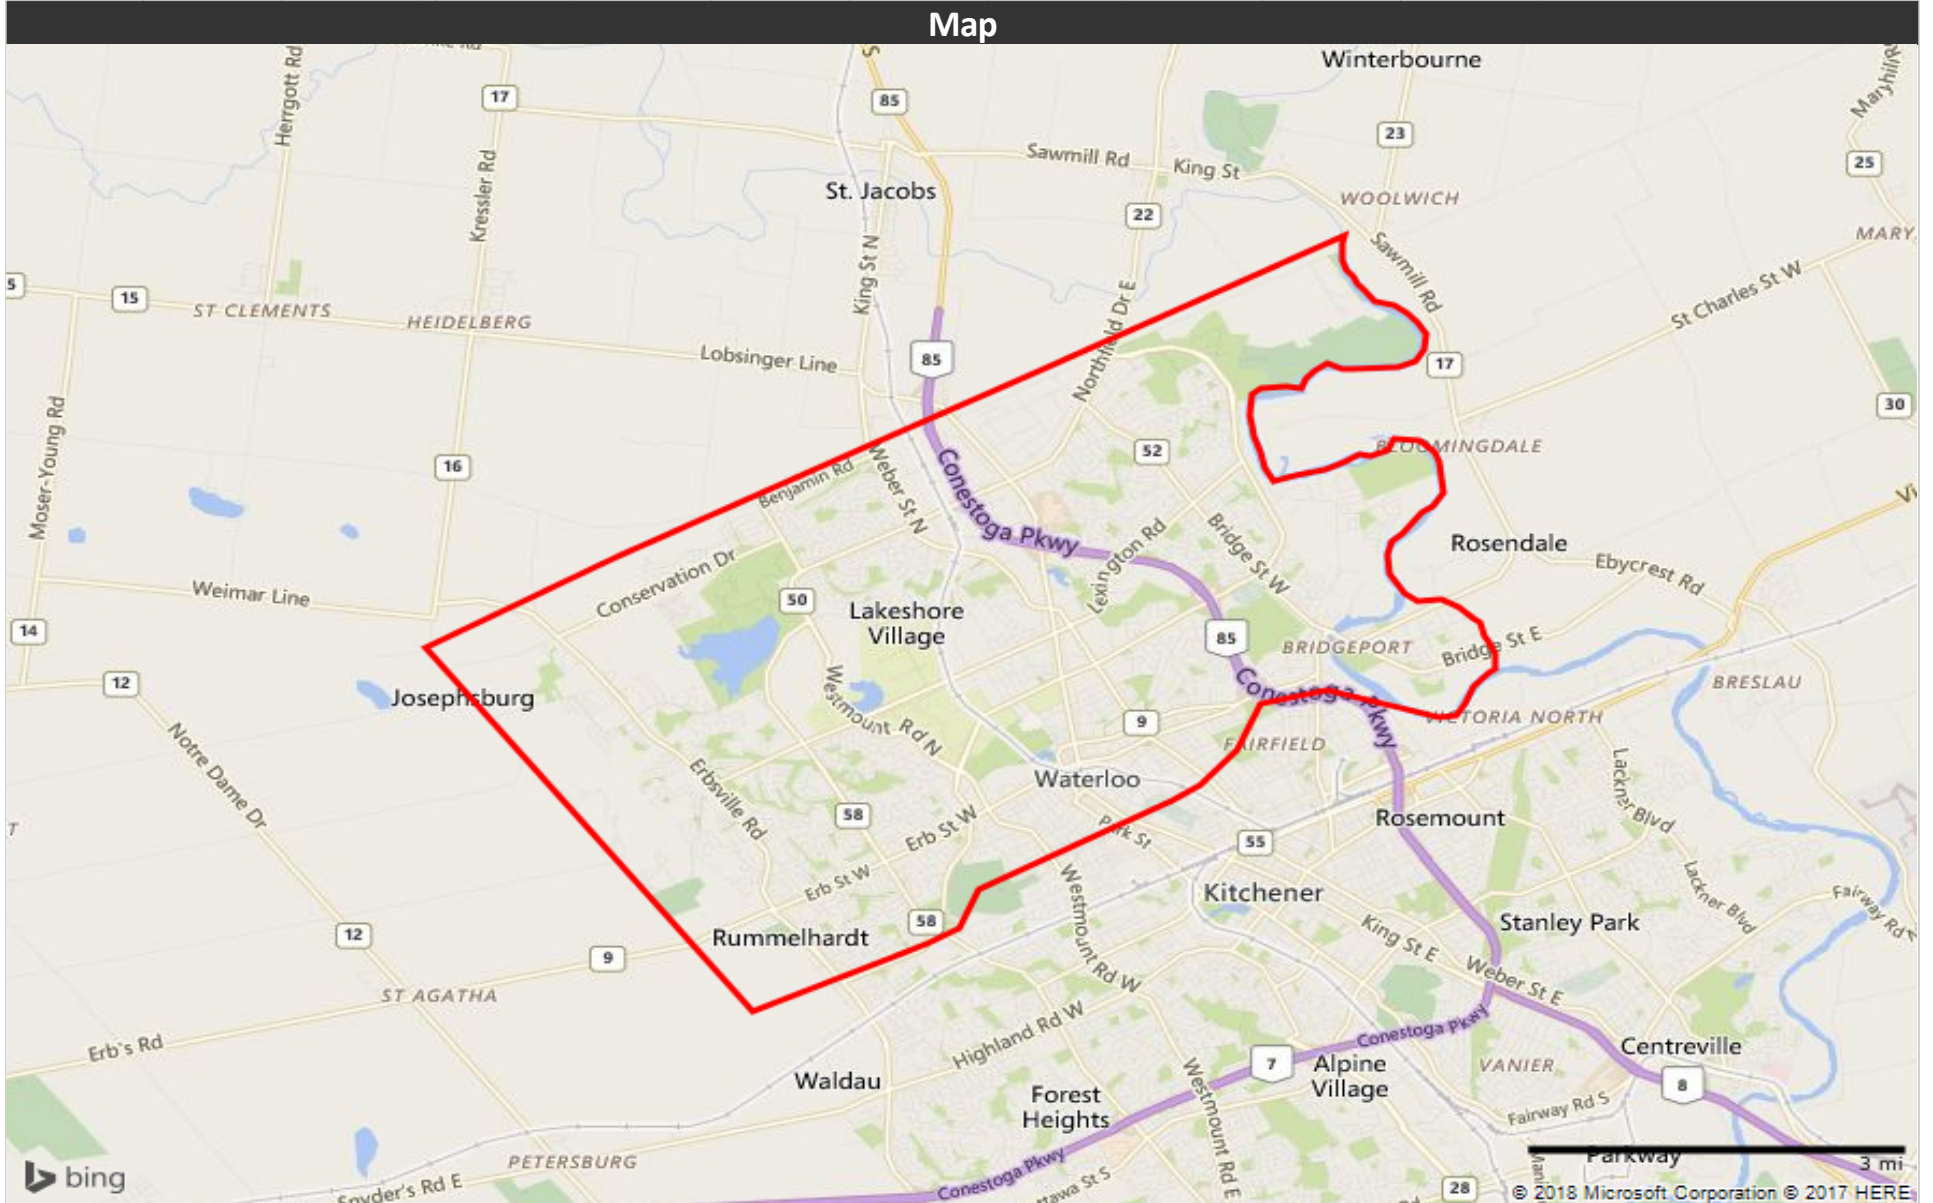 Map
Winterbourne
Herrgott Rd
Maryhill Rd
17
85
23
25
Sawmill Rd
King St
Kressler Rd
St. Jacobs
WOOLWICH
22
MARY
King St N
Sawmill Rd
St Charles St W
5
15
ST CLEMENTS
HEIDELBERG
Northfield Dr E
Lobsinger Line
85
17
30
Moser-Young Rd
BLOOMINGDALE
52
16
Weber St N
Conestoga Pkwy
Benjamin Rd
Vi
Lexington Rd
Bridge St W
Rosendale
Ebycrest Rd
Conservation Dr
Weimar Line
50
Lakeshore
Village
14
85
BRIDGEPORT
Bridge St E
12
Josephsburg
Westmount Rd N
Conestoga Pkwy
BRESLAU
9
VICTORIA NORTH
FAIRFIELD
Notre Dame Dr
Erbsville Rd
Waterloo
Lackner Blvd
T
58
Erb St W
Park St
Rosemount
55
Erb St W
Westmount Rd W
Kitchener
Lackner Blvd
Fairway Rd N
58
Stanley Park
12
Rummelhardt
King St E
9
Weber St E
ST AGATHA
Highland Rd W
Conestoga Pkwy
Erb's Rd
Centreville
7
Alpine
Village
VANIER
Waldau
8
Forest
Heights
Westmount Rd E
Fairway Rd S
PETERSBURG
Parkway
3 mi
Conestoga Pkwy
bing
Snyder's Rd E
28
© 2018 Microsoft Corporation © 2017 HERE